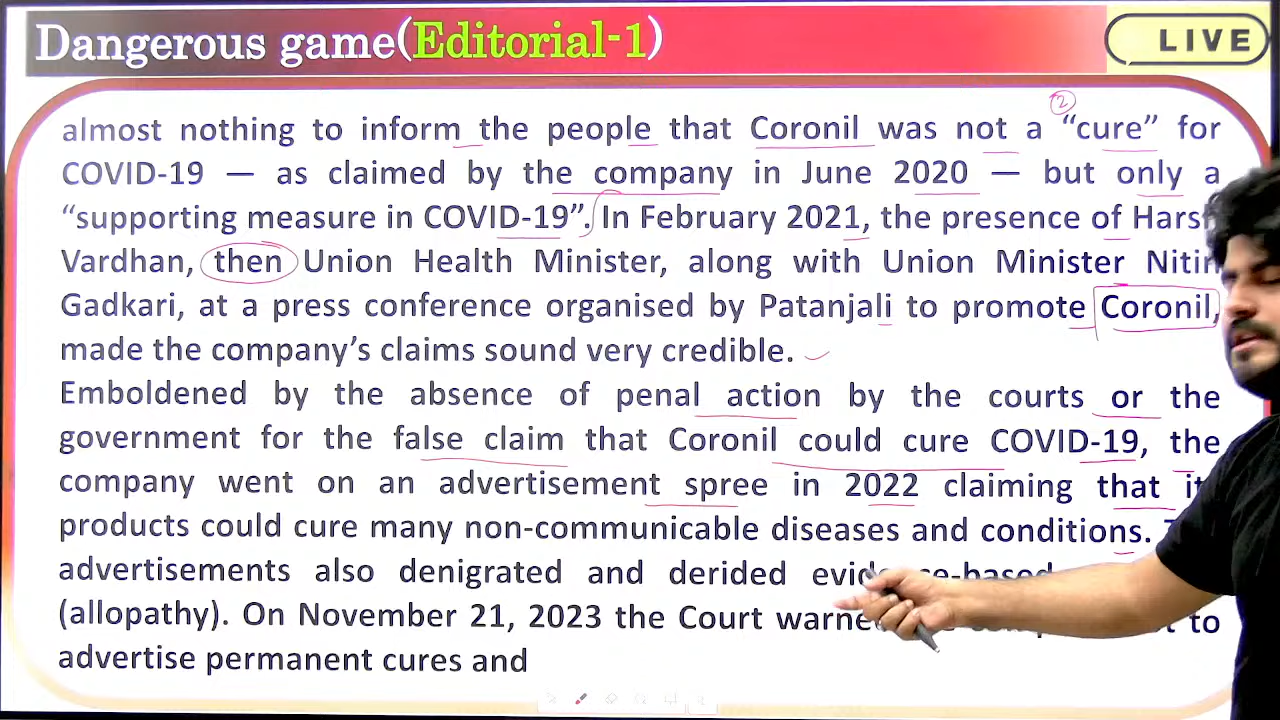 Dangerous game(Editorial-1)
LIVE
2
almost nothing to inform the people that Coronil was not a “cure” for
COVID-19 — as claimed by the company in June 2020 — but only a
“supporting measure in COVID-19”. In February 2021, the presence of
Vardhan, then Union Health Minister, along with Union Minister
Gadkari, at a press conference organised by Patanjali to promote Coronil,
made the company’s claims sound very credible.
Emboldened by the absence of penal action by the courts or the
government for the false claim that Coronil could cure COVID-19, the
company went on an advertisement spree in 2022 claiming that
products could cure many non-communicable diseases and conditions.
advertisements also denigrated and derided
(allopathy). On November 21, 2023 the Court to
advertise permanent cures and